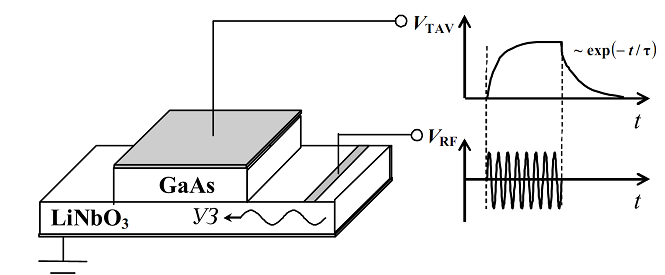 V_TAV
~ exp(− t / τ)
t
V_RF
GaAs
LiNbO₃
УЗ
t